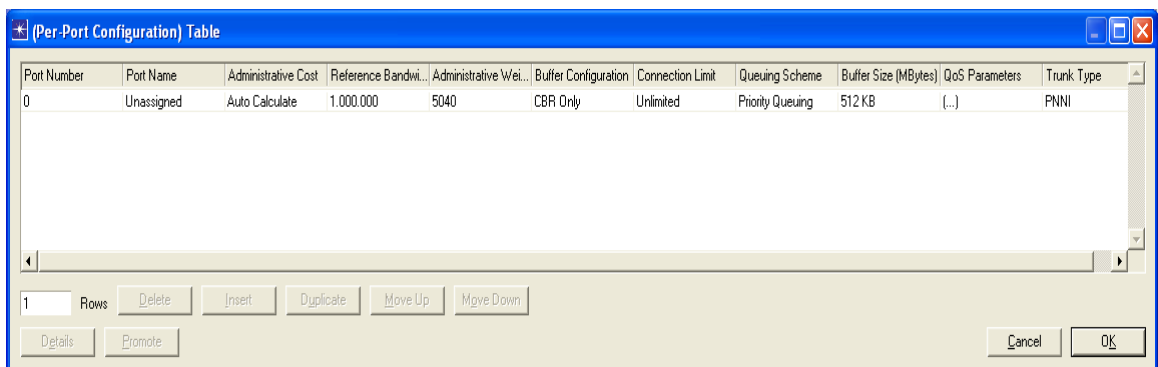 (Per-Port Configuration) Table
Port Number Port Name Administrative Cost Reference Bandwi... Administrative Wei... Buffer Configuration Connection Limit Queuing Scheme Buffer Size (MBytes) QoS Parameters Trunk Type
0 Unassigned Auto Calculate 1.000.000 5040 CBR Only Unlimited Priority Queuing 512 KB (...) PNNI
1 Rows Delete Insert Duplicate Move Up Move Down
Details Promote Cancel OK